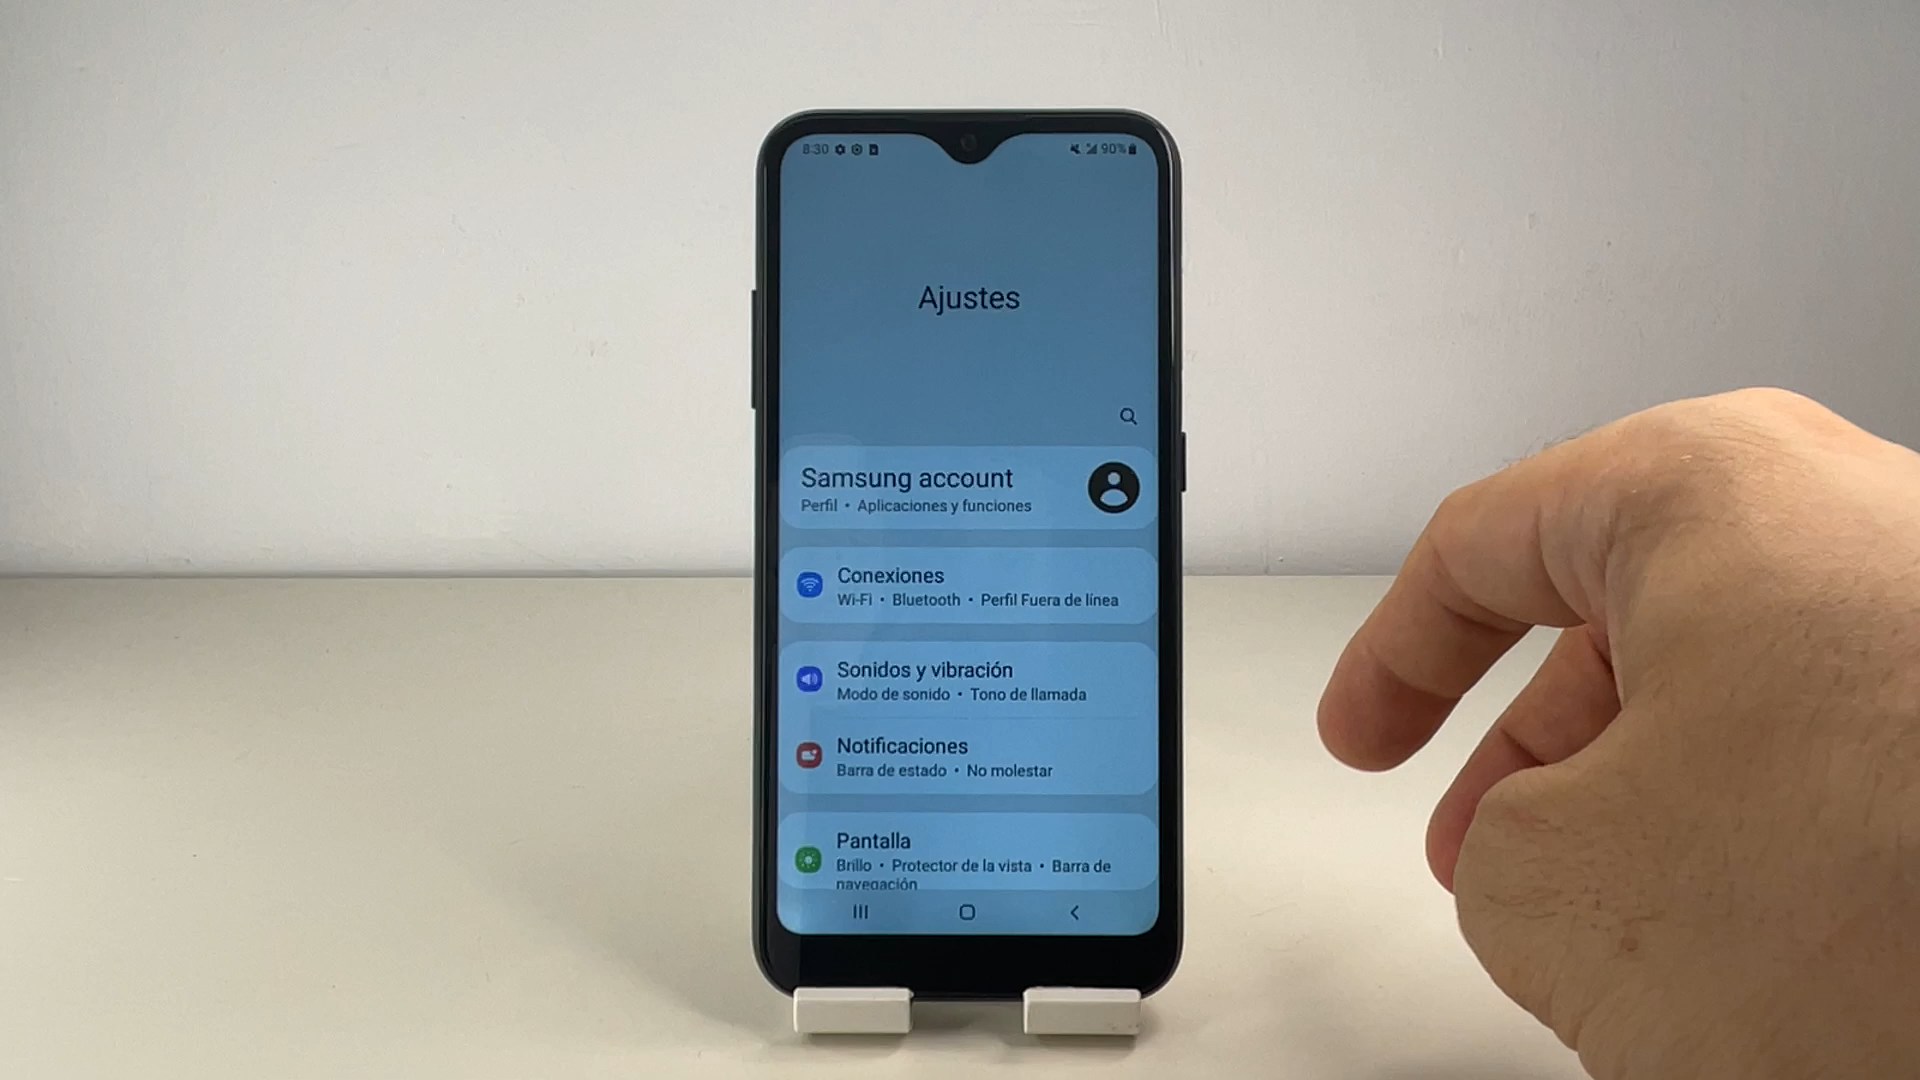 8:30
90%
Ajustes
Samsung account
Perfil • Aplicaciones y funciones
Conexiones
Wi-Fi • Bluetooth • Perfil Fuera de línea
Sonidos y vibración
Modo de sonido • Tono de llamada
Notificaciones
Barra de estado • No molestar
Pantalla
Brillo • Protector de la vista • Barra de
navegación